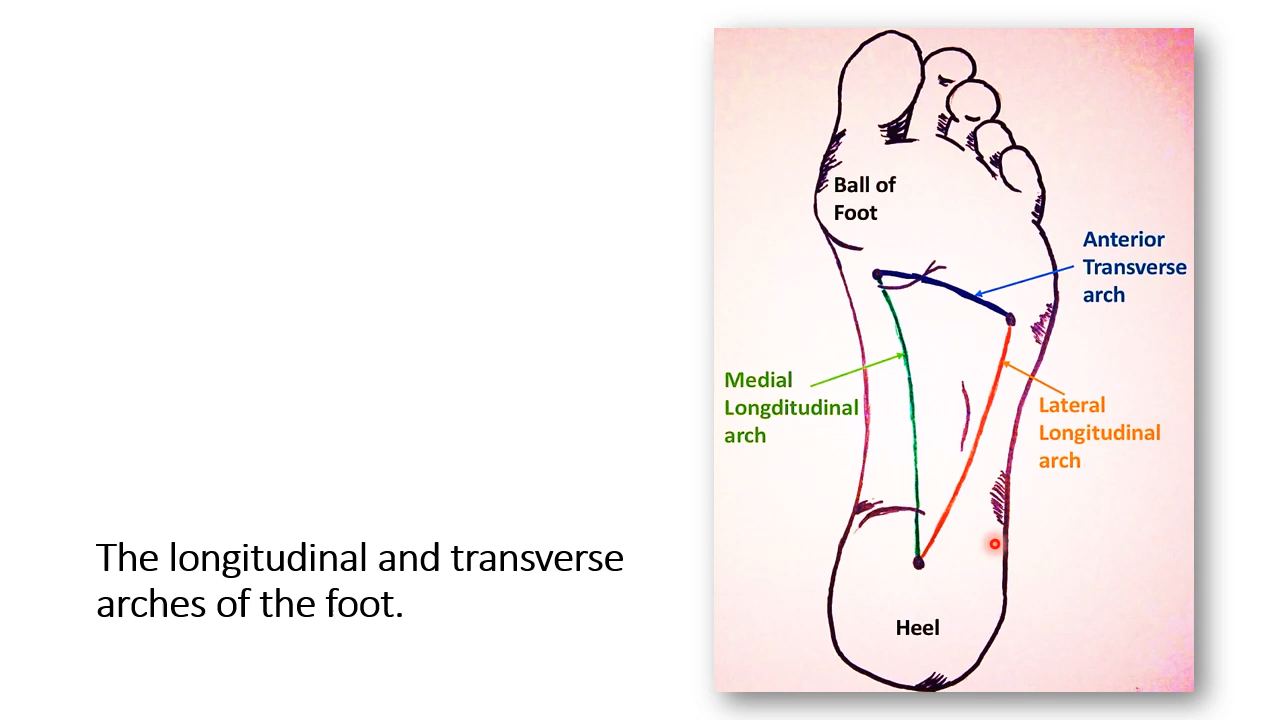 The longitudinal and transverse
arches of the foot.
Ball of
Foot
Anterior
Transverse
arch
Medial
Longditudinal
arch
Lateral
Longitudinal
arch
Heel